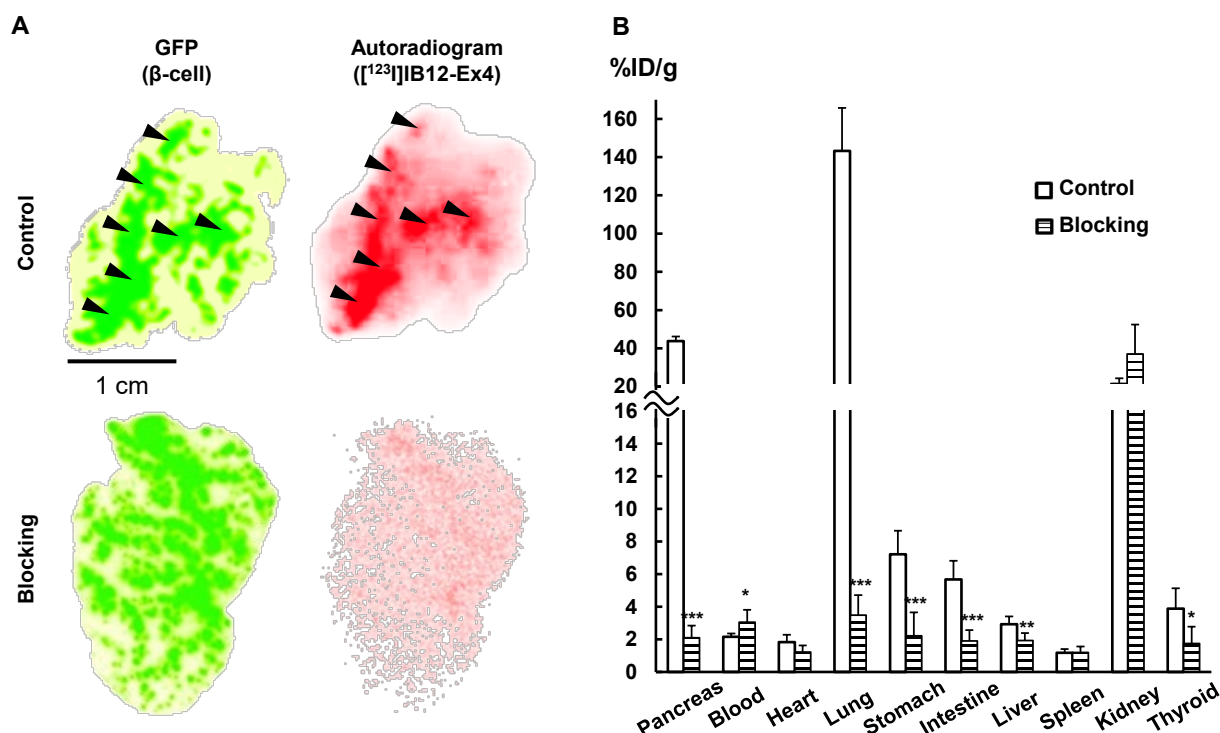 A
GFP
(β-cell)
Autoradiogram
([¹²³I]IB12-Ex4)
Control
1 cm
Blocking
B
%ID/g
160
140
120
100
80
60
40
20
16
14
12
10
8
6
4
2
0
Control
Blocking
***
*
***
***
***
**
*
Pancreas
Blood
Heart
Lung
Stomach
Intestine
Liver
Spleen
Kidney
Thyroid